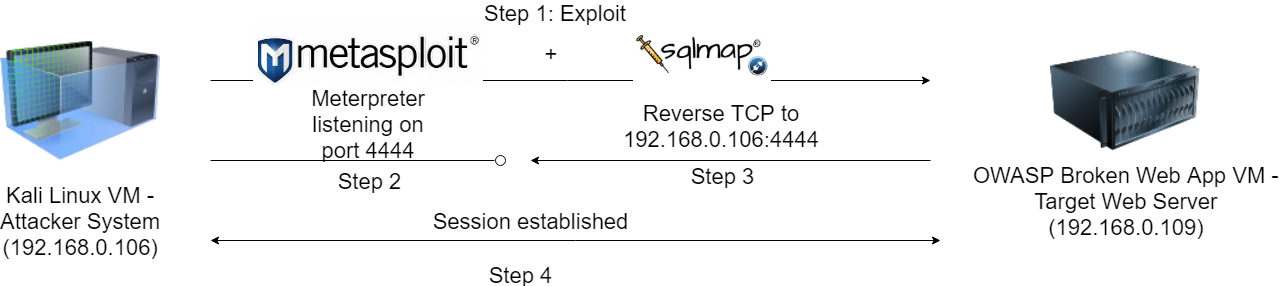 Step 1: Exploit
metasploit®
+
sqlmap®
Meterpreter
listening on
port 4444
Reverse TCP to
192.168.0.106:4444
Step 2
Step 3
Kali Linux VM -
Attacker System
(192.168.0.106)
OWASP Broken Web App VM -
Target Web Server
(192.168.0.109)
Session established
Step 4